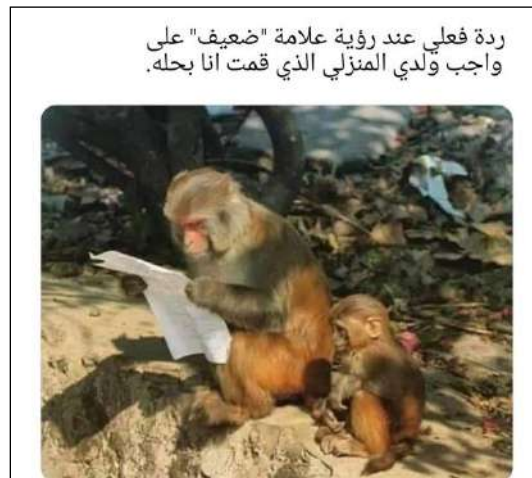 ردة فعلي عند رؤية علامة "ضعيف" على
واجب ولدي المنزلي الذي قمت انا بحله.